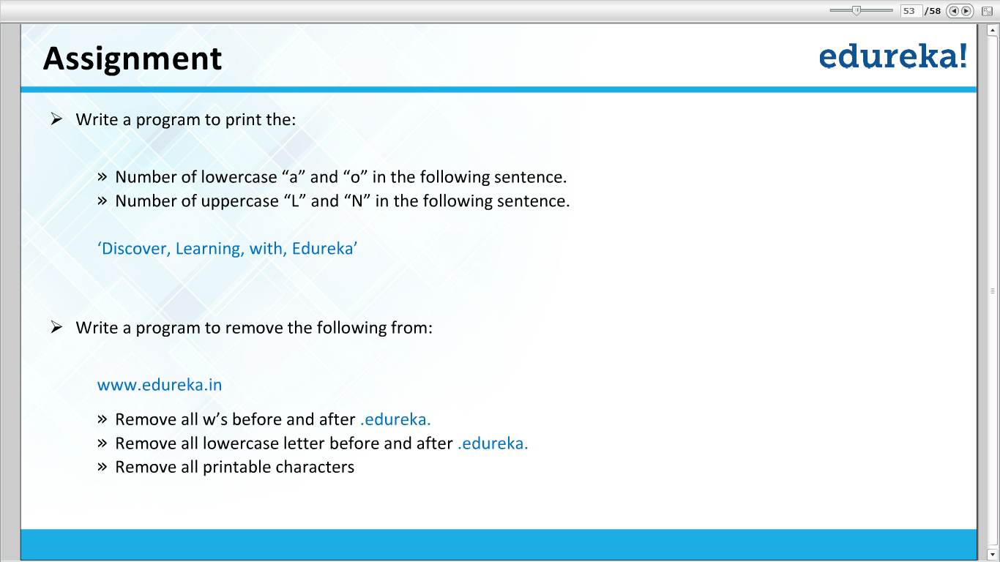 53 /58
Assignment
edureka!
➢ Write a program to print the:
» Number of lowercase “a” and “o” in the following sentence.
» Number of uppercase “L” and “N” in the following sentence.
‘Discover, Learning, with, Edureka’
➢ Write a program to remove the following from:
www.edureka.in
» Remove all w’s before and after .edureka.
» Remove all lowercase letter before and after .edureka.
» Remove all printable characters